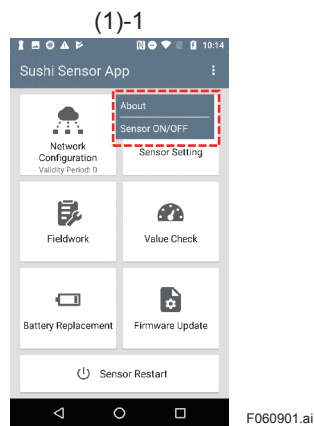 (1)-1
10:14
Sushi Sensor App
About
Sensor ON/OFF
Network
Configuration
Validity Period: 0
Sensor Setting
Fieldwork
Value Check
Battery Replacement
Firmware Update
Sensor Restart
F060901.ai